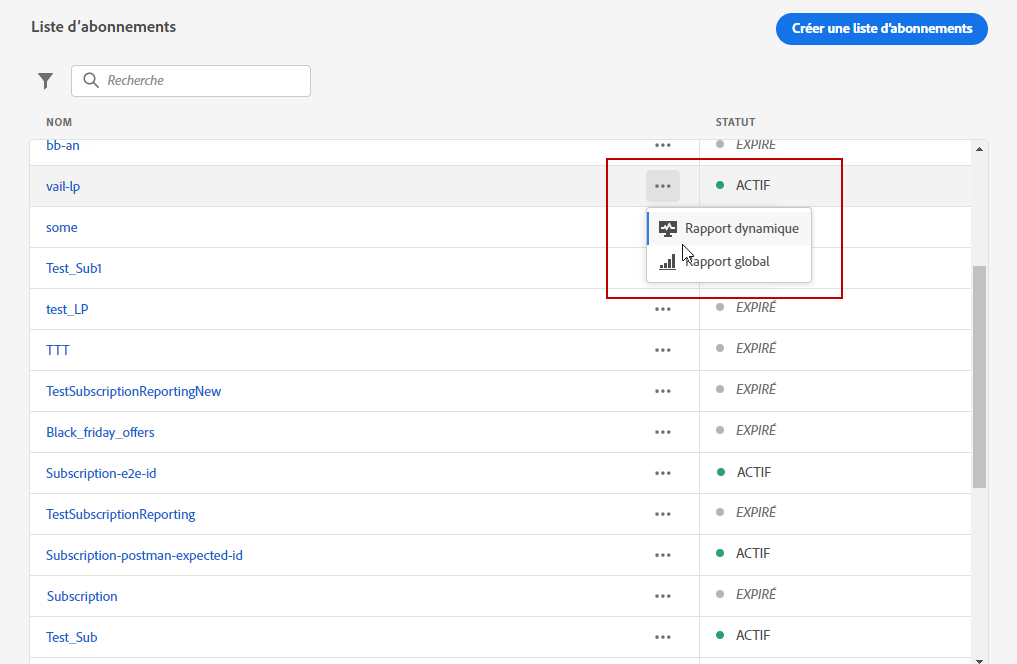 Liste d'abonnements
Créer une liste d'abonnements
Recherche
NOM STATUT
bb-an ••• EXPIRÉ
vail-lp ••• ACTIF
some Rapport dynamique
Test_Sub1 Rapport global
test_LP ••• EXPIRÉ
TTT ••• EXPIRÉ
TestSubscriptionReportingNew ••• EXPIRÉ
Black_friday_offers ••• EXPIRÉ
Subscription-e2e-id ••• ACTIF
TestSubscriptionReporting ••• EXPIRÉ
Subscription-postman-expected-id ••• ACTIF
Subscription ••• EXPIRÉ
Test_Sub ••• ACTIF